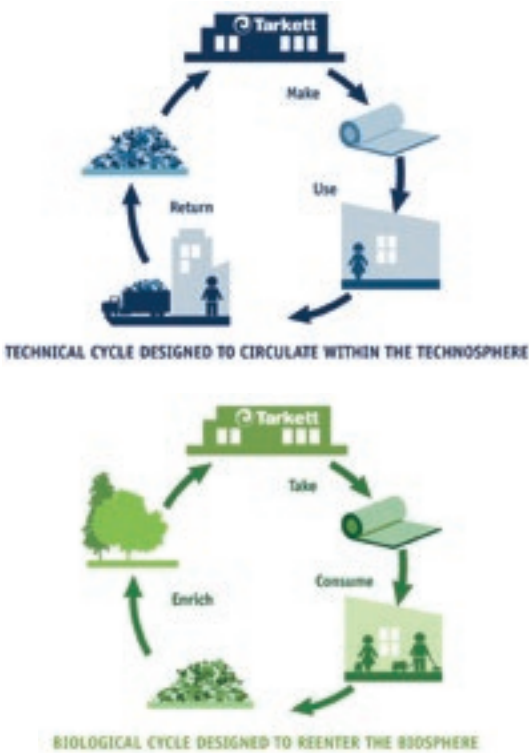 Tarkett
Make
Use
Return
TECHNICAL CYCLE DESIGNED TO CIRCULATE WITHIN THE TECHNOSPHERE
Tarkett
Take
Consume
Enrich
BIOLOGICAL CYCLE DESIGNED TO REENTER THE BIOSPHERE